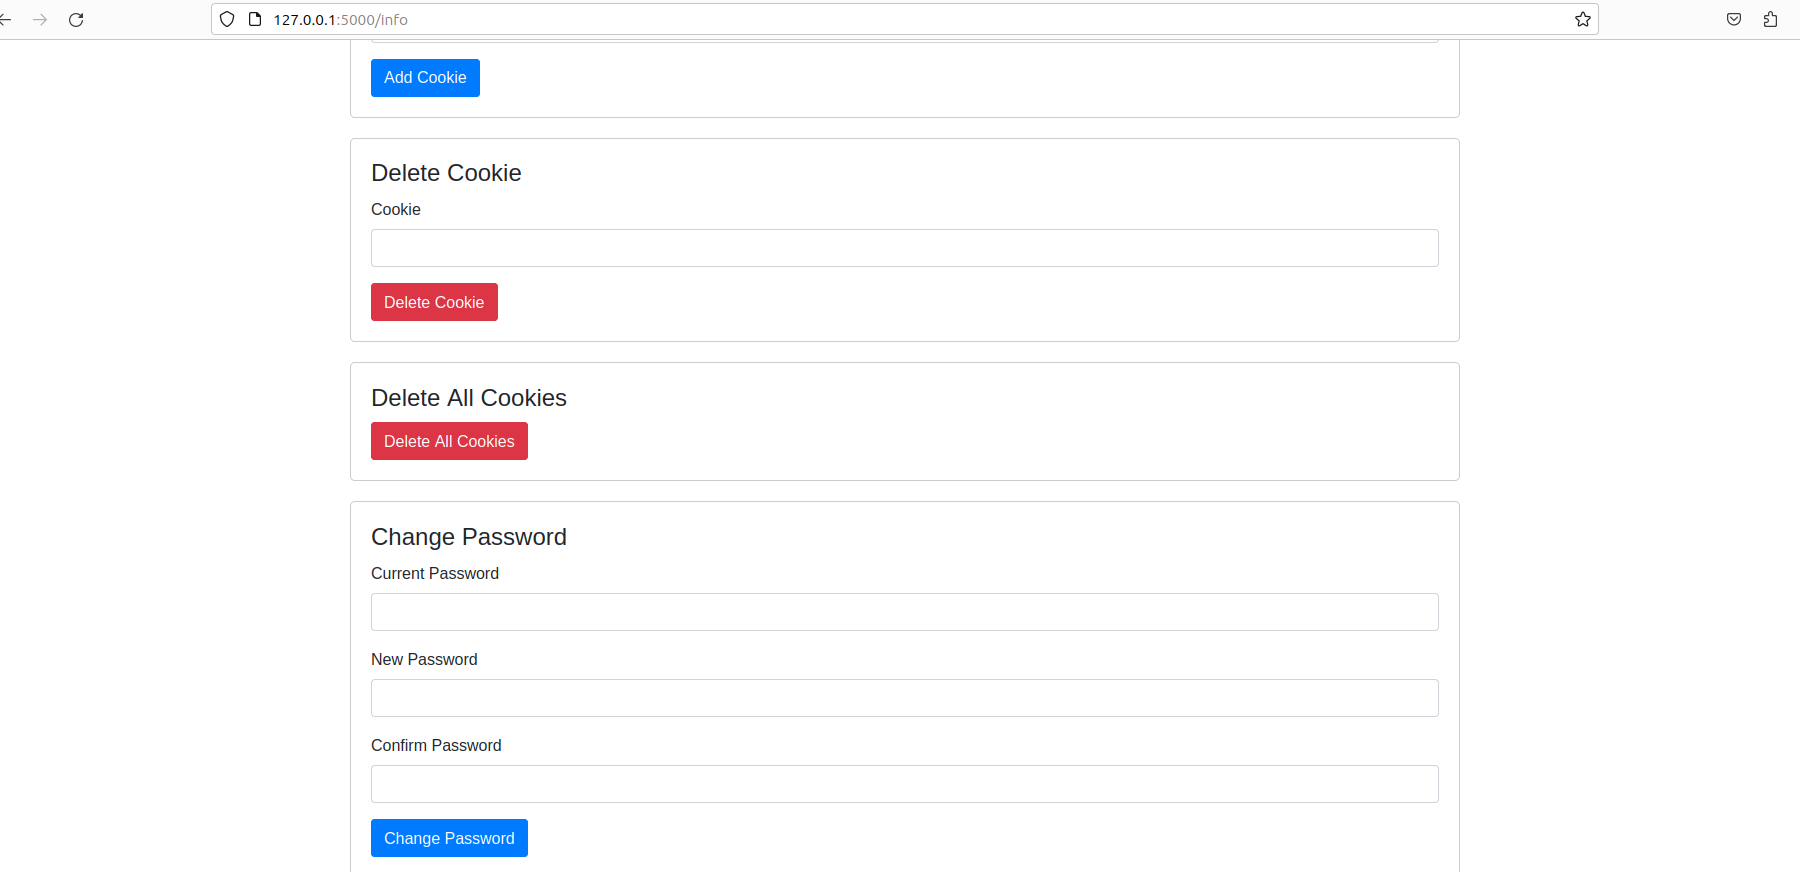 127.0.0.1:5000/info
Add Cookie
Delete Cookie
Cookie
Delete Cookie
Delete All Cookies
Delete All Cookies
Change Password
Current Password
New Password
Confirm Password
Change Password